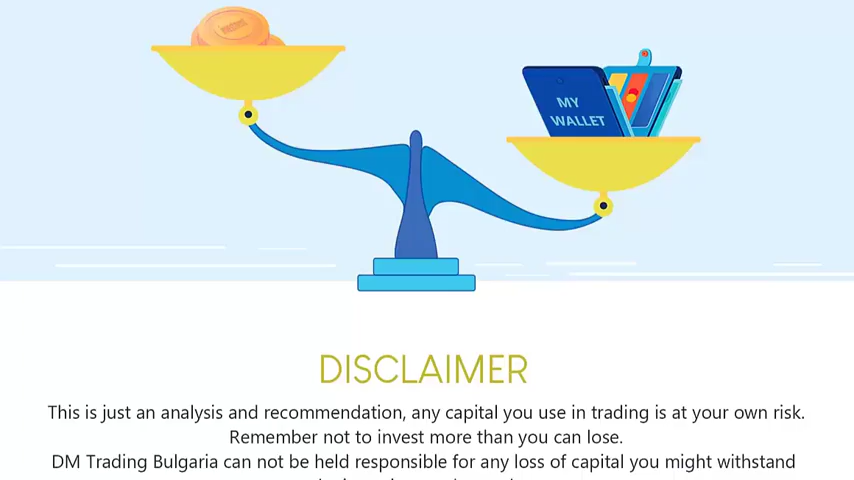 MY
WALLET
DISCLAIMER
This is just an analysis and recommendation, any capital you use in trading is at your own risk.
Remember not to invest more than you can lose.
DM Trading Bulgaria can not be held responsible for any loss of capital you might withstand